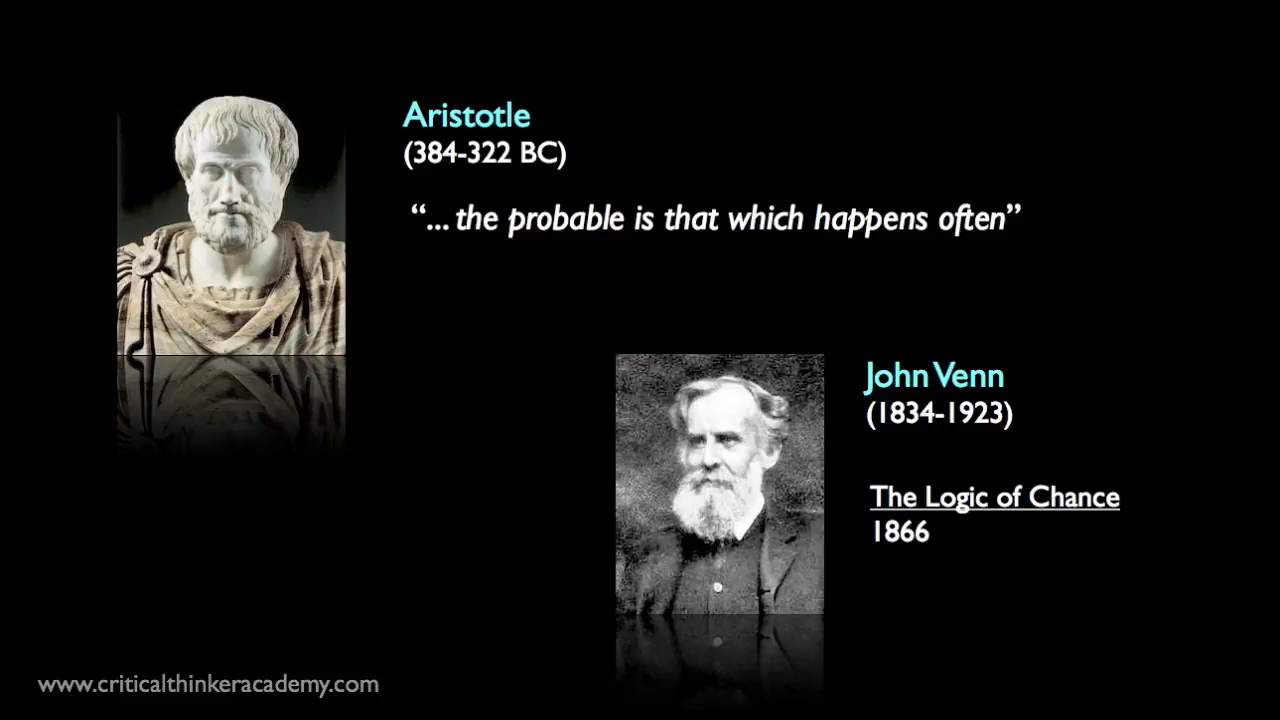 Aristotle
(384-322 BC)
“... the probable is that which happens often”
John Venn
(1834-1923)
The Logic of Chance
1866
www.criticalthinkeracademy.com